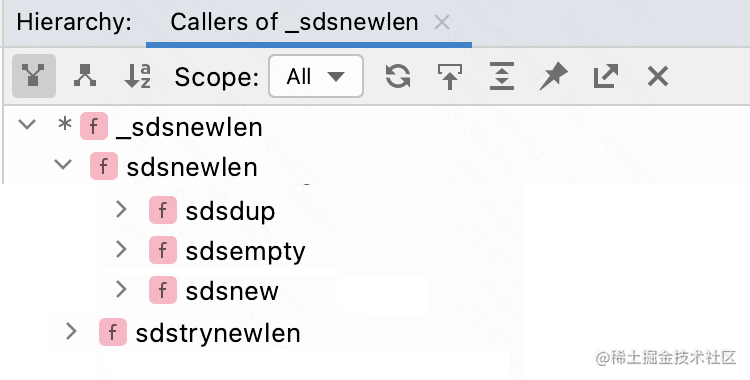 Hierarchy: Callers of _sdsnewlen
Scope: All
* f _sdsnewlen
f sdsnewlen
f sdsdup
f sdsempty
f sdsnew
f sdstrynewlen
@稀土掘金技术社区